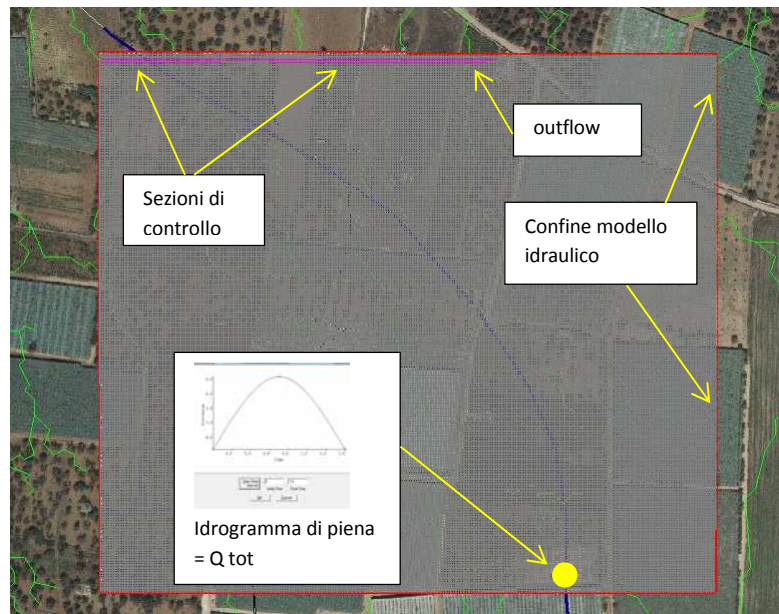 outflow
Sezioni di
controllo
Confine modello
idraulico
Idrogramma di piena
= Q tot